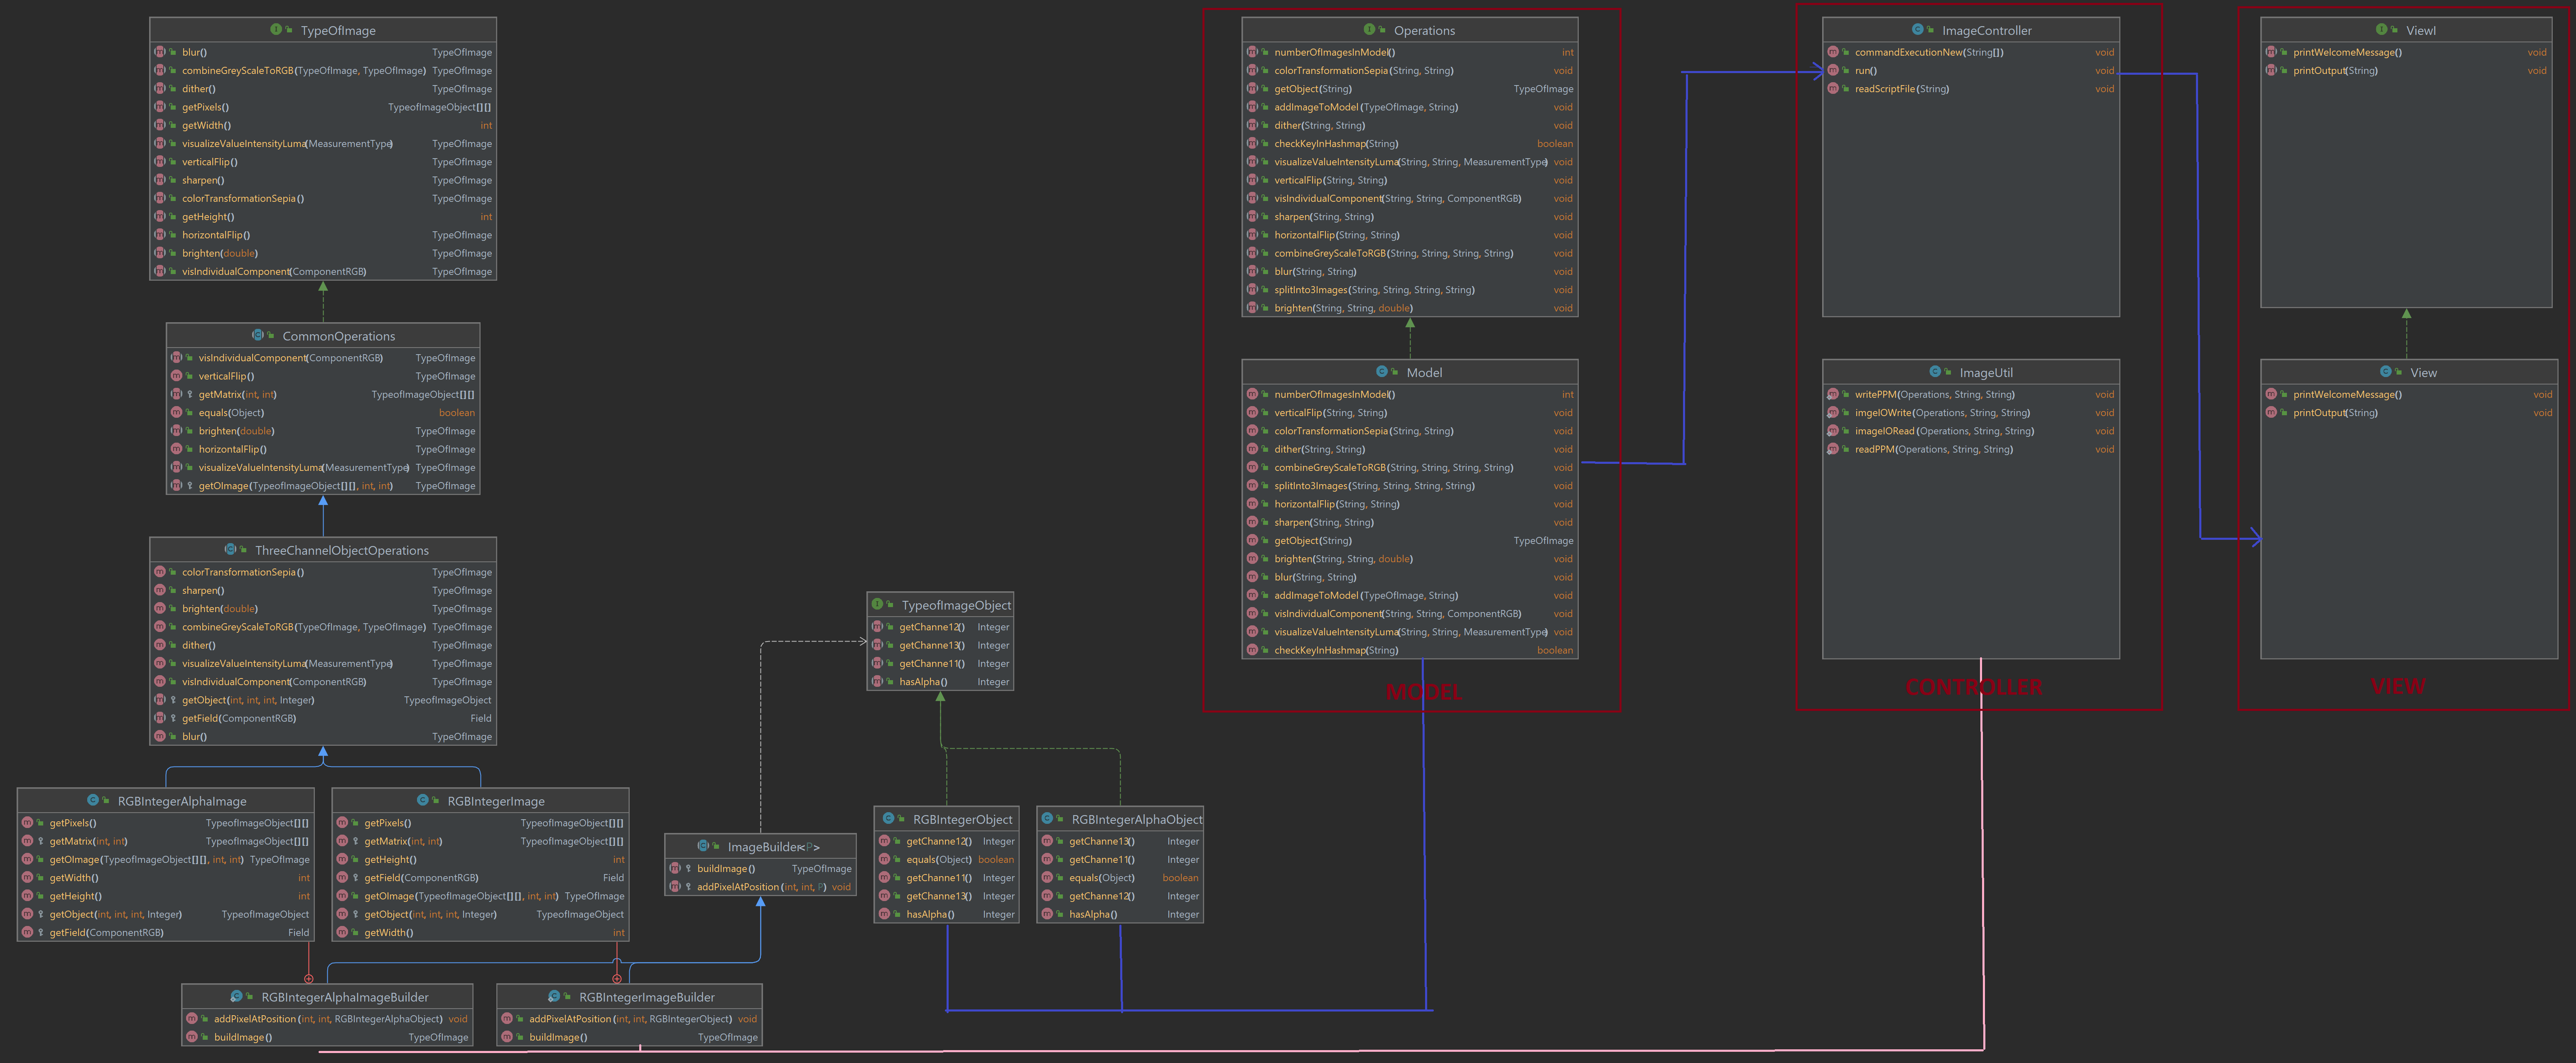 TypeOfImage
blur() TypeOfImage
combineGreyScaleToRGB(TypeOfImage, TypeOfImage) TypeOfImage
dither() TypeOfImage
getPixels() TypeofImageObject[][]
getWidth() int
visualizeValueIntensityLuma(MeasurementType) TypeOfImage
verticalFlip() TypeOfImage
sharpen() TypeOfImage
colorTransformationSepia() TypeOfImage
getHeight() int
horizontalFlip() TypeOfImage
brighten(double) TypeOfImage
visIndividualComponent(ComponentRGB) TypeOfImage
CommonOperations
visIndividualComponent(ComponentRGB) TypeOfImage
verticalFlip() TypeOfImage
getMatrix(int, int) TypeofImageObject[][]
equals(Object) boolean
brighten(double) TypeOfImage
horizontalFlip() TypeOfImage
visualizeValueIntensityLuma(MeasurementType) TypeOfImage
getOImage(TypeofImageObject[][], int, int) TypeOfImage
ThreeChannelObjectOperations
colorTransformationSepia() TypeOfImage
sharpen() TypeOfImage
brighten(double) TypeOfImage
combineGreyScaleToRGB(TypeOfImage, TypeOfImage) TypeOfImage
dither() TypeOfImage
visualizeValueIntensityLuma(MeasurementType) TypeOfImage
visIndividualComponent(ComponentRGB) TypeOfImage
getObject(int, int, int, Integer) TypeofImageObject
getField(ComponentRGB) Field
blur() TypeOfImage
RGBIntegerAlphaImage
getPixels() TypeofImageObject[][]
getMatrix(int, int) TypeofImageObject[][]
getOImage(TypeofImageObject[][], int, int) TypeOfImage
getWidth() int
getHeight() int
getObject(int, int, int, Integer) TypeofImageObject
getField(ComponentRGB) Field
RGBIntegerImage
getPixels() TypeofImageObject[][]
getMatrix(int, int) TypeofImageObject[][]
getHeight() int
getField(ComponentRGB) Field
getOImage(TypeofImageObject[][], int, int) TypeOfImage
getObject(int, int, int, Integer) TypeofImageObject
getWidth() int
RGBIntegerAlphaImageBuilder
addPixelAtPosition(int, int, RGBIntegerAlphaObject) void
buildImage() TypeOfImage
RGBIntegerImageBuilder
addPixelAtPosition(int, int, RGBIntegerObject) void
buildImage() TypeOfImage
ImageBuilder<P>
buildImage() TypeOfImage
addPixelAtPosition(int, int, P) void
TypeofImageObject
getChanne12() Integer
getChanne13() Integer
getChanne11() Integer
hasAlpha() Integer
RGBIntegerObject
getChanne12() Integer
equals(Object) boolean
getChanne11() Integer
getChanne13() Integer
hasAlpha() Integer
RGBIntegerAlphaObject
getChanne13() Integer
getChanne11() Integer
equals(Object) boolean
getChanne12() Integer
hasAlpha() Integer
Operations
numberOfImagesInModel() int
colorTransformationSepia(String, String) void
getObject(String) TypeOfImage
addImageToModel(TypeOfImage, String) void
dither(String, String) void
checkKeyInHashmap(String) boolean
visualizeValueIntensityLuma(String, String, MeasurementType) void
verticalFlip(String, String) void
visIndividualComponent(String, String, ComponentRGB) void
sharpen(String, String) void
horizontalFlip(String, String) void
combineGreyScaleToRGB(String, String, String, String) void
blur(String, String) void
splitInto3Images(String, String, String, String) void
brighten(String, String, double) void
Model
numberOfImagesInModel() int
verticalFlip(String, String) void
colorTransformationSepia(String, String) void
dither(String, String) void
combineGreyScaleToRGB(String, String, String, String) void
splitInto3Images(String, String, String, String) void
horizontalFlip(String, String) void
sharpen(String, String) void
getObject(String) TypeOfImage
brighten(String, String, double) void
blur(String, String) void
addImageToModel(TypeOfImage, String) void
visIndividualComponent(String, String, ComponentRGB) void
visualizeValueIntensityLuma(String, String, MeasurementType) void
checkKeyInHashmap(String) boolean
MODEL
ImageController
commandExecutionNew(String[]) void
run() void
readScriptFile(String) void
ImageUtil
writePPM(Operations, String, String) void
imgeIOWrite(Operations, String, String) void
imageIORead(Operations, String, String) void
readPPM(Operations, String, String) void
CONTROLLER
ViewI
printWelcomeMessage() void
printOutput(String) void
View
printWelcomeMessage() void
printOutput(String) void
VIEW